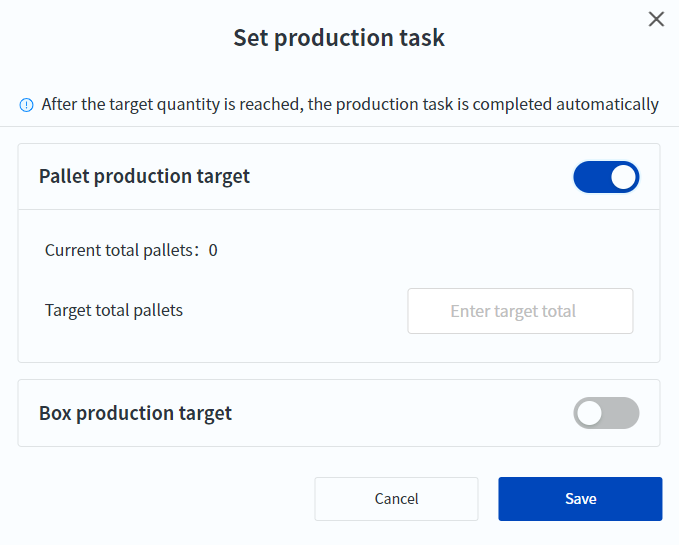 Set production task
After the target quantity is reached, the production task is completed automatically
Pallet production target
Current total pallets：0
Target total pallets
Enter target total
Box production target
Cancel
Save